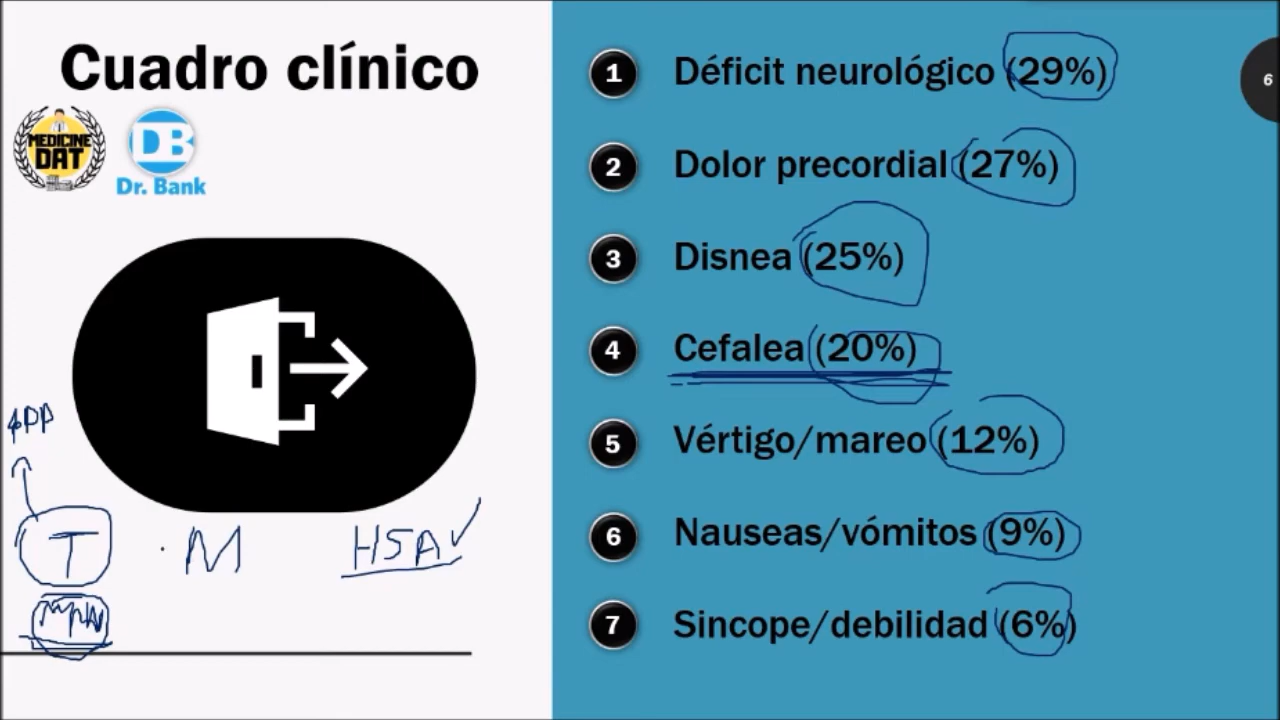 Cuadro clínico
MEDICINE
DAT
DB
Dr. Bank
APP
T
M
HSA
1 Déficit neurológico (29%)
2 Dolor precordial (27%)
3 Disnea (25%)
4 Cefalea (20%)
5 Vértigo/mareo (12%)
6 Nauseas/vómitos (9%)
7 Sincope/debilidad (6%)
6